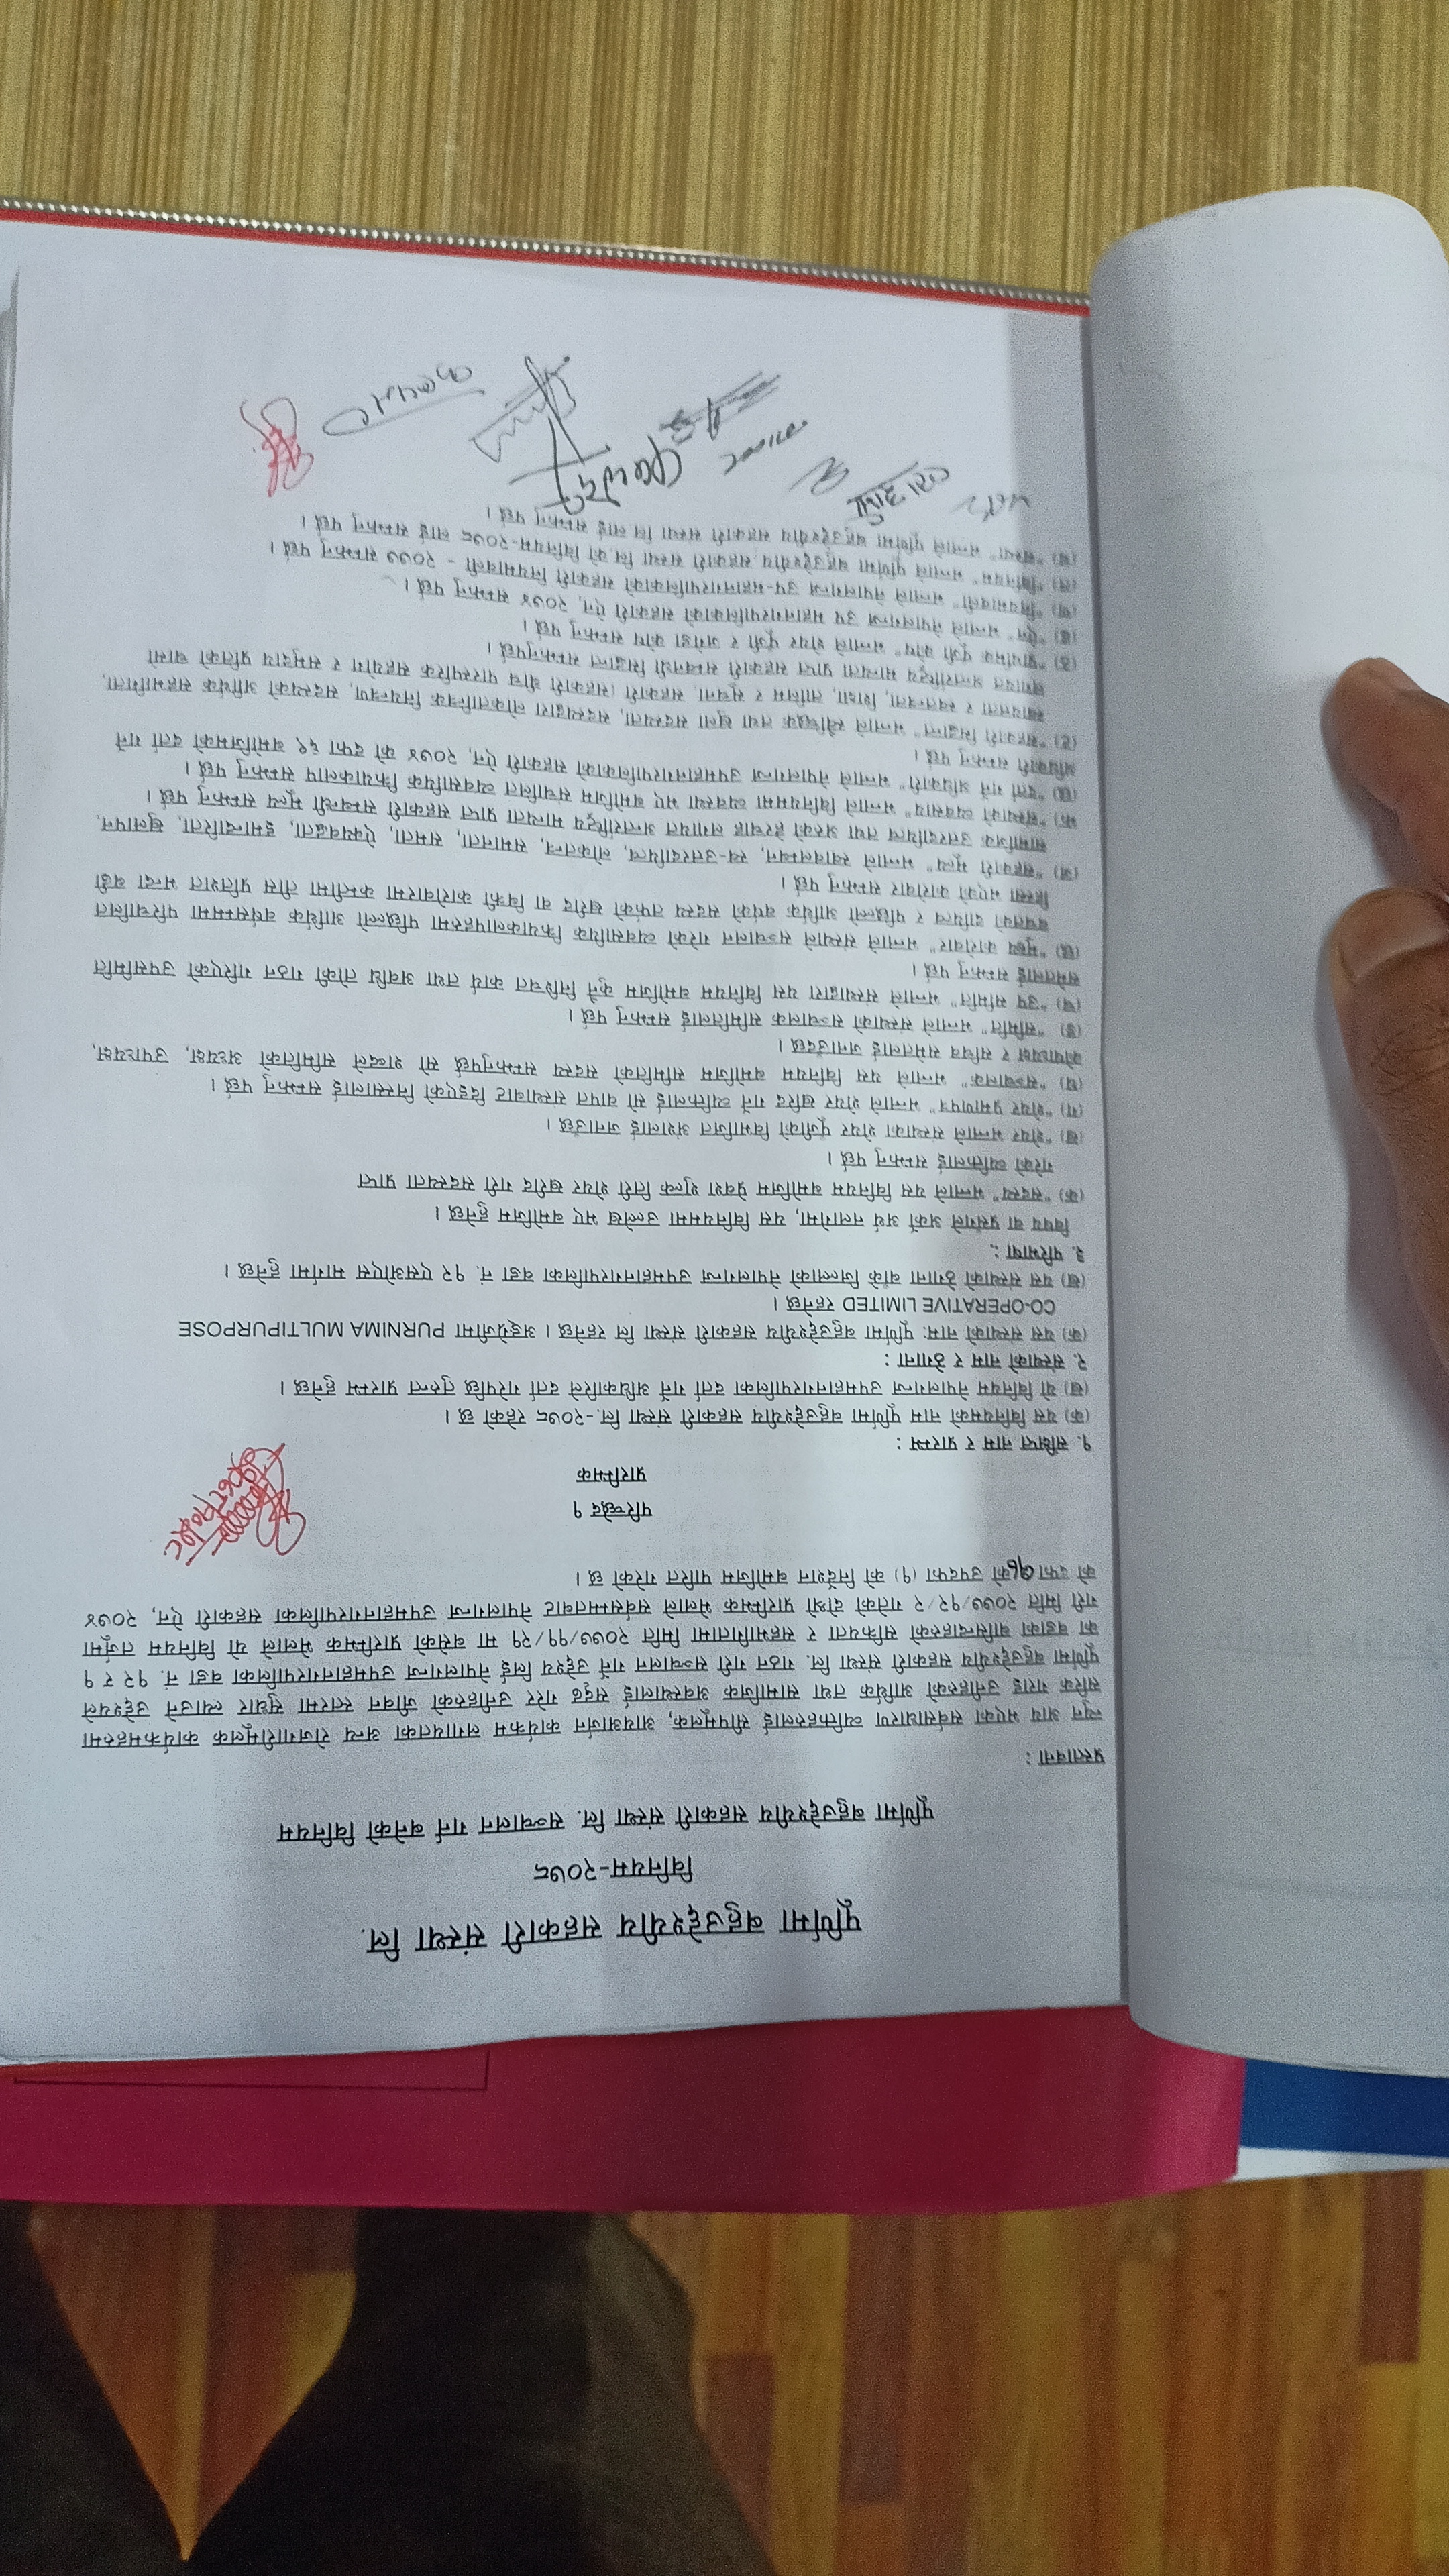 पूर्णिमा बहुउद्देश्यीय सहकारी संस्था लि.
विनियम-२०७८
पूर्णिमा बहुउद्देश्यीय सहकारी संस्था लि. सञ्चालन गर्न बनेको विनियम
प्रस्तावना :
न्युन आय भएका सर्वसाधारण व्यक्तिहरुलाई सीपमूलक, आयआर्जन कार्यक्रम लगायतका अन्य रोजगारीमूलक कार्यक्रमहरुमा
सरिक गराइ उनीहरुको आर्थिक तथा सामाजिक अवस्थालाई सदृढ गरेर उनीहरुको जीवन स्तरमा सुधार ल्याउने उद्देश्यले
पूर्णिमा बहुउद्देश्यीय सहकारी संस्था लि. गठन गरी सञ्चालन गर्ने उद्देश्य लिई नेपालगन्ज उपमहानगरपालिका वडा नं. १२ र १
का वडाका बासिन्दाहरुको सक्रियता र सहभागितामा मिति २०७७/११/२१ मा बसेको प्रारम्भिक भेलाले यो विनियम तर्जूमा
गरी मिति २०७७/१२/२ गतेको दोश्रो प्रारम्भिक भेलाले सर्वसम्मतबाट नेपालगन्ज उपमहानगरपालिका सहकारी ऐन, २०७४
को दफा १६को उपदफा (१) को निर्देशन बमोजिम पारित गरेको छ ।
परिच्छेद १
प्रारम्भिक
१. संक्षिप्त नाम र प्रारम्भ :
(क) यस विनियमको नाम पूर्णिमा बहुउद्देश्यीय सहकारी संस्था लि.-२०७८ रहेको छ ।
(ख) यो विनियम नेपालगन्ज उपमहानगरपालिका दर्ता गर्ने अधिकारिले दर्ता गरेपछि तुरुन्त प्रारम्भ हुनेछ ।
२. संस्थाको नाम र ठेगाना :
(क) यस संस्थाको नाम: पूर्णिमा बहुउद्देश्यीय सहकारी संस्था लि रहनेछ । अङ्ग्रेजीमा PURNIMA MULTIPURPOSE
CO-OPERATIVE LIMITED रहनेछ ।
(ख) यस संस्थाको ठेगाना बाँके जिल्लाको नेपालगन्ज उपमहानगरपालिका वडा नं. १२ एसओएस मार्गमा हुनेछ ।
३. परिभाषा :.
विषय वा प्रसँगले अर्को अर्थ नलागेमा, यस विनियममा उल्लेख भए बमोजिम हुनेछ ।
(क) "सदस्य" भन्नाले यस विनियम बमोजिम प्रेवश शुल्क तिरी शेयर खरीद गरी सदस्यता प्राप्त
गरेको व्यक्तिलाई सम्झनु पर्छ ।
(ख) "शेयर भन्नाले संस्थाका शेयर पूँजीको विभाजित अंशलाई जनाउँछ ।
(ग) "शेयर प्रमाणपत्र" भन्नाले शेयर खरिद गर्ने व्यक्तिलाई सो वापत संस्थाबाट दिइएको निस्सालाई सम्झनु पर्छ ।
(घ) "सञ्चालक" भन्नाले यस विनियम बमोजिम समितिको सदस्य सम्झनुपर्छ सो शब्दले समितिको अध्यक्ष, उपाध्यक्ष,
कोषाध्यक्ष र सचिव समेतलाई जनाउँदछ ।
(ड) "समिति" भन्नाले संस्थाको सञ्चालक समितिलाई सम्झनु पर्छ ।
(च) "उप समिति" भन्नाले संस्थाद्वारा यस विनियम बमोजिम कुनै निश्चित कार्य तथा अवधि तोकी गठन गरिएको उपसमिति
समेतलाई सम्झनु पर्छ ।
(छ) "मुख्य कारोवार" भन्नाले संस्थाले सञ्चालन गरेको व्यवसायिक क्रियाकलापहरुमा पछिल्लो आर्थिक वर्षसम्ममा परिचालित
बचतको दायित्व र पछिल्लो आर्थिक वर्षको सदस्य तर्फको खरीद वा बिक्री कारोवारमा कम्तीमा तीस प्रतिशत भन्दा बढी
हिस्सा भएको कारोवार सम्झनु पर्छ ।
(ज) "सहकारी मूल्य" भन्नाले स्वावलम्बन, स्व-उत्तरदायित्व, लोकतन्त्र, समानता, समता, ऐक्यवद्धता, इमान्दारिता, खुलापन,
सामाजिक उत्तरदायित्व तथा अरुको हेरचाह लगायत अन्तर्राष्ट्रिय मान्यता प्राप्त सहकारी सम्बन्धी मूल्य सम्झनु पर्छ ।
झ) "संस्थाको व्यवसाय" भन्नाले विनियममा व्यवस्था भए बमोजिम संचालित व्यवसायिक क्रियाकलाप सम्झनु पर्छ ।
(छ) "दर्ता गर्ने अधिकारी" भन्नाले नेपालगन्ज उपमहानगरपालिकाको सहकारी ऐन, २०७४ को दफा ६९ बमोजिमको दर्ता गर्ने
अधिकारी सम्झनु पर्छ ।
(ट) "सहकारी सिद्धान्त" भन्नाले स्वैच्छिक तथा खुला सदस्यता, सदस्यद्वारा लोकतान्त्रिक नियन्त्रण, सदस्यको आर्थिक सहभागिता,
स्वायत्तता र स्वतन्त्रता, शिक्षा, तालिम र सूचना, सहकारी।सहकारी बीच पारस्परिक सहयोग र समुदाय प्रतिको चासो
लगायत अन्तर्राष्ट्रिय मान्यता प्राप्त सहकारी सम्वनधी सिद्धान्त सम्झनुपर्छ ।
(ठ) "प्राथमिक पूँजी कोष" भन्नाले शेयर पूँजी र जगेडा कोष सम्झनु पर्छ ।
(ढ) "ऐन" भन्नाले नेपालगन्ज उप महानगरपालिकाको सहकारी ऐन, २०७४ सम्झनु पर्छ ।
(ण) "नियमावली" भन्नाले नेपालगन्ज उप-महानगरपालिकाको सहकारी नियमावली - २०७७ सम्झनु पर्छ ।
(त) "विनियम" भन्नाले पूर्णिमा बहुउद्देश्यीय सहकारी संस्था लि.को विनियम-२०७८ लाई सम्झनु पर्छ ।
(थ) "संस्था" भन्नाले पूर्णिमा बहुउद्देश्यीय सहकारी संस्था लि लाई सम्झनु पर्छ ।
कल्पना